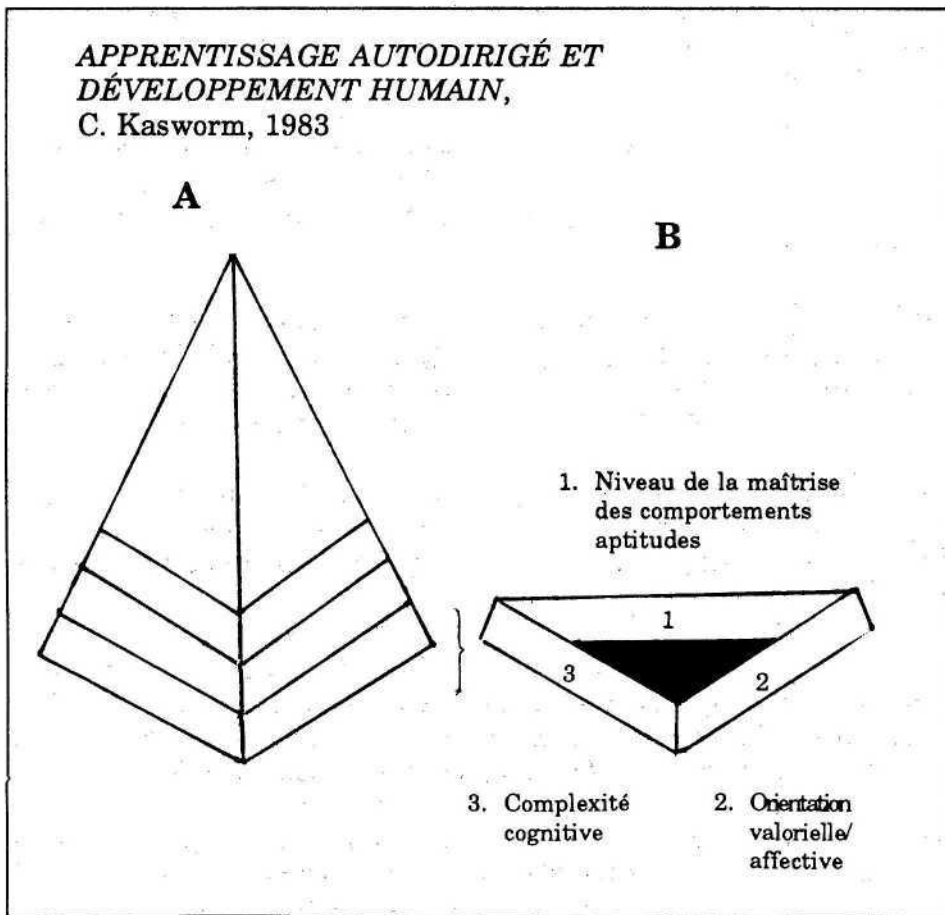 APPRENTISSAGE AUTODIRIGÉ ET
DÉVELOPPEMENT HUMAIN,
C. Kasworm, 1983
A
B
1. Niveau de la maîtrise
des comportements
aptitudes
1
3
2
3. Complexité
cognitive
2. Orientation
valorielle/
affective